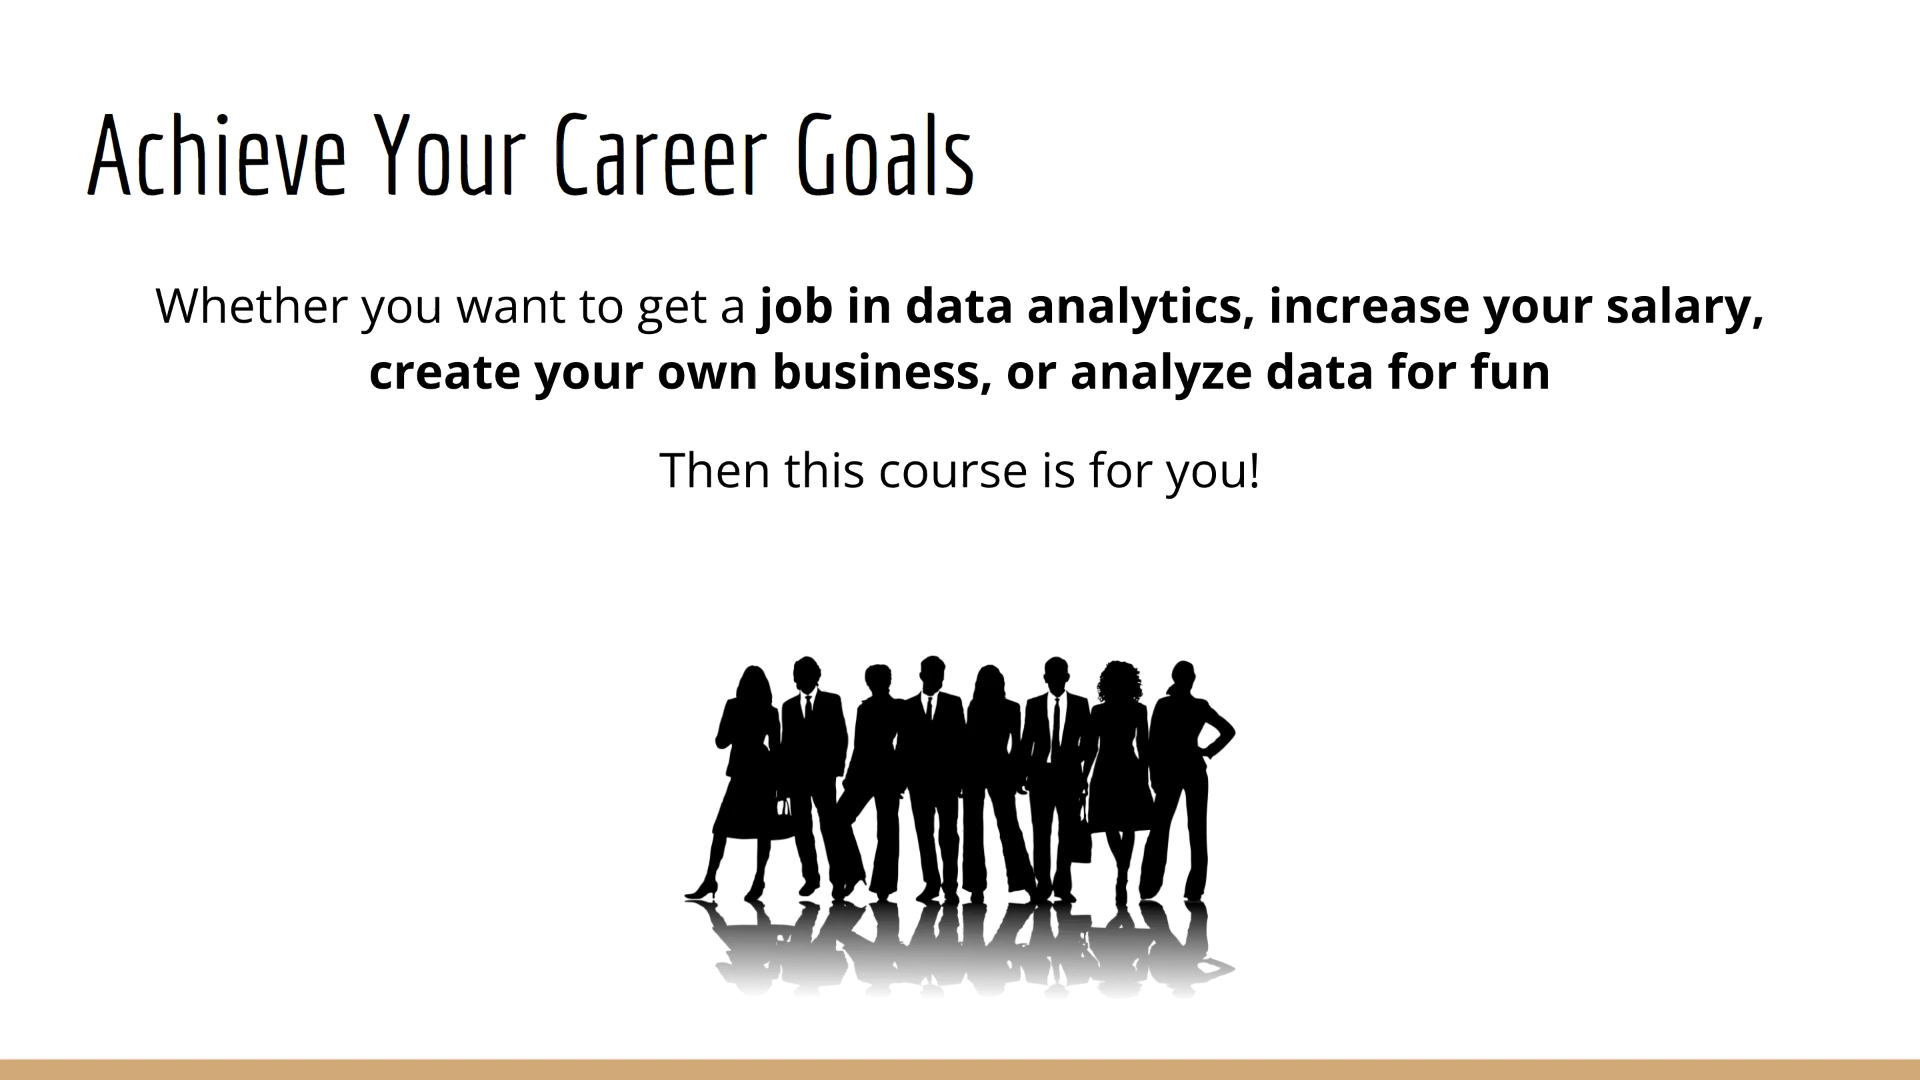 Achieve Your Career Goals
Whether you want to get a job in data analytics, increase your salary,
create your own business, or analyze data for fun
Then this course is for you!